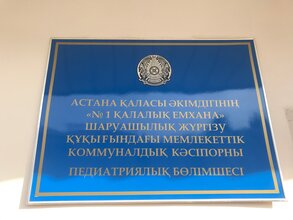 АСТАНА ҚАЛАСЫ ӘКІМДІГІНІҢ
«№ 1 ҚАЛАЛЫҚ ЕМХАНА»
ШАРУАШЫЛЫҚ ЖҮРГІЗУ
ҚҰҚЫҒЫНДАҒЫ МЕМЛЕКЕТТІК
КОММУНАЛДЫҚ КӘСІПОРНЫ
ПЕДИАТРИЯЛЫҚ БӨЛІМШЕСІ